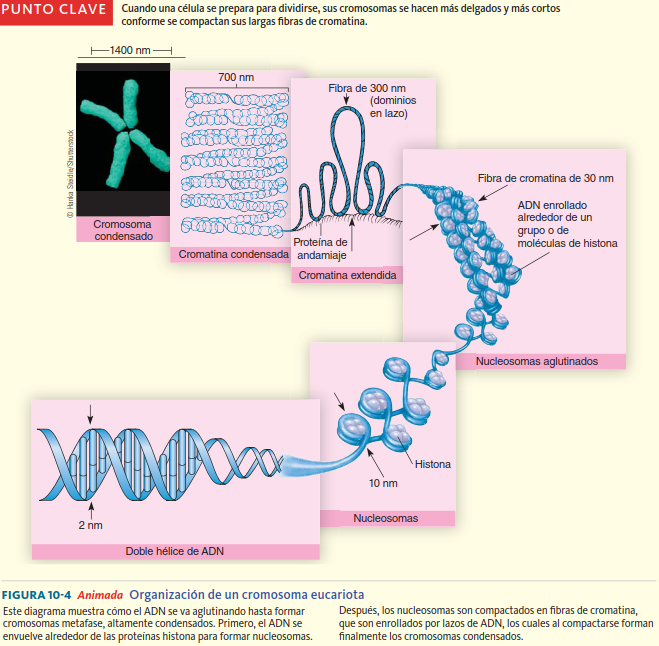 PUNTO CLAVE
Cuando una célula se prepara para dividirse, sus cromosomas se hacen más delgados y más cortos
conforme se compactan sus largas fibras de cromatina.
1400 nm
© Hanka Steidle/Shutterstock
Cromosoma
condensado
700 nm
Cromatina condensada
Fibra de 300 nm
(dominios
en lazo)
Proteína de
andamiaje
Cromatina extendida
Fibra de cromatina de 30 nm
ADN enrollado
alrededor de un
grupo o de
moléculas de histona
Nucleosomas aglutinados
Histona
10 nm
Nucleosomas
2 nm
Doble hélice de ADN
FIGURA 10-4 Animada Organización de un cromosoma eucariota
Este diagrama muestra cómo el ADN se va aglutinando hasta formar
cromosomas metafase, altamente condensados. Primero, el ADN se
envuelve alrededor de las proteínas histona para formar nucleosomas.
Después, los nucleosomas son compactados en fibras de cromatina,
que son enrollados por lazos de ADN, los cuales al compactarse forman
finalmente los cromosomas condensados.